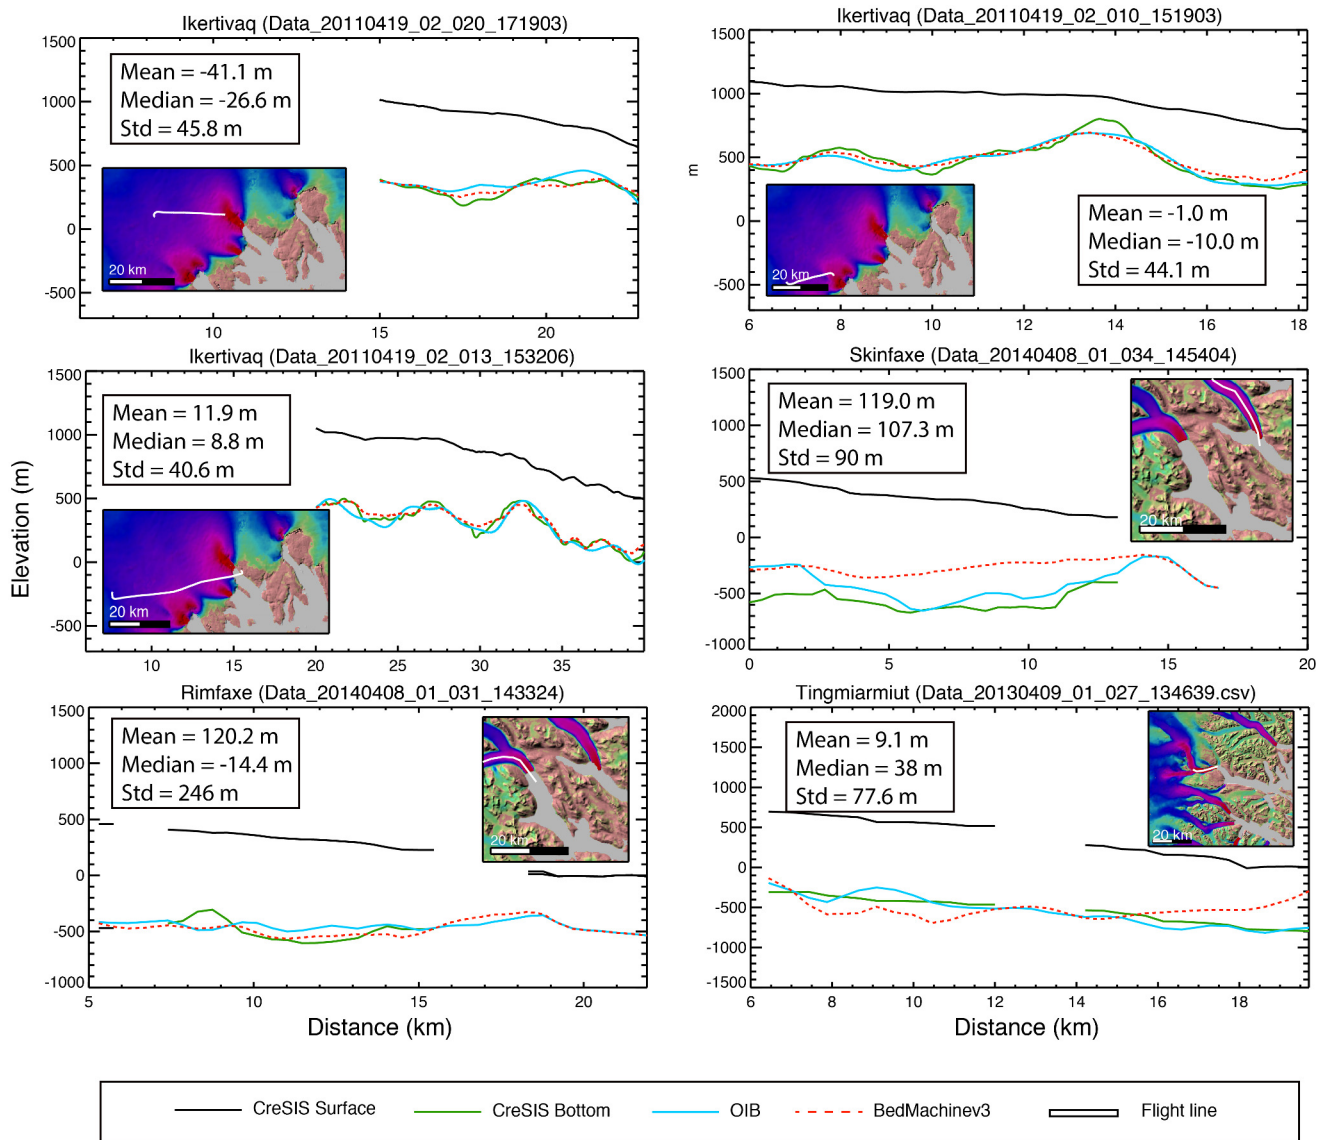 Ikertivaq (Data_20110419_02_020_171903)
1500
1000
500
0
-500
Mean = -41.1 m
Median = -26.6 m
Std = 45.8 m
20 km
10
15
20
Ikertivaq (Data_20110419_02_010_151903)
1500
1000
500
0
-500
m
20 km
Mean = -1.0 m
Median = -10.0 m
Std = 44.1 m
6
8
10
12
14
16
18
Ikertivaq (Data_20110419_02_013_153206)
1500
1000
500
0
-500
Elevation (m)
Mean = 11.9 m
Median = 8.8 m
Std = 40.6 m
20 km
10
15
20
25
30
35
Skinfaxe (Data_20140408_01_034_145404)
1500
1000
500
0
-500
-1000
Mean = 119.0 m
Median = 107.3 m
Std = 90 m
20 km
0
5
10
15
20
Rimfaxe (Data_20140408_01_031_143324)
1500
1000
500
0
-500
-1000
Mean = 120.2 m
Median = -14.4 m
Std = 246 m
20 km
5
10
15
20
Distance (km)
Tingmiarmiut (Data_20130409_01_027_134639.csv)
2000
1500
1000
500
0
-500
-1000
-1500
Mean = 9.1 m
Median = 38 m
Std = 77.6 m
20 km
6
8
10
12
14
16
18
Distance (km)
CreSIS Surface
CreSIS Bottom
OIB
BedMachinev3
Flight line